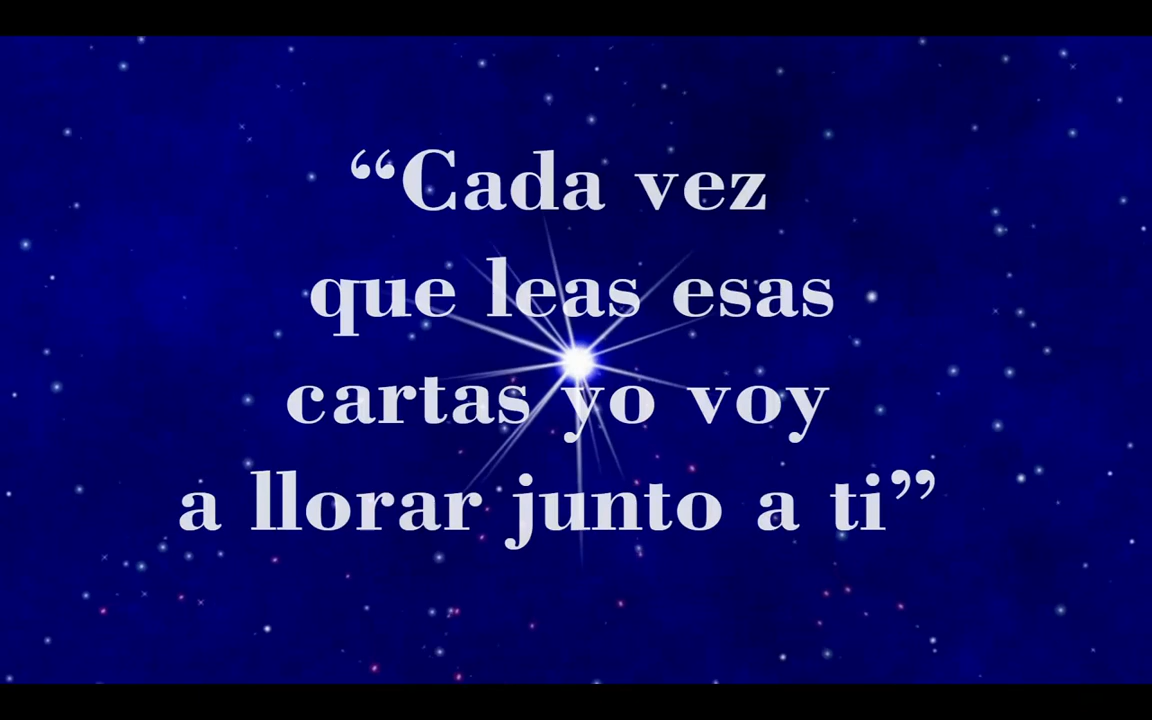 “Cada vez
que leas esas
cartas yo voy
a llorar junto a ti”